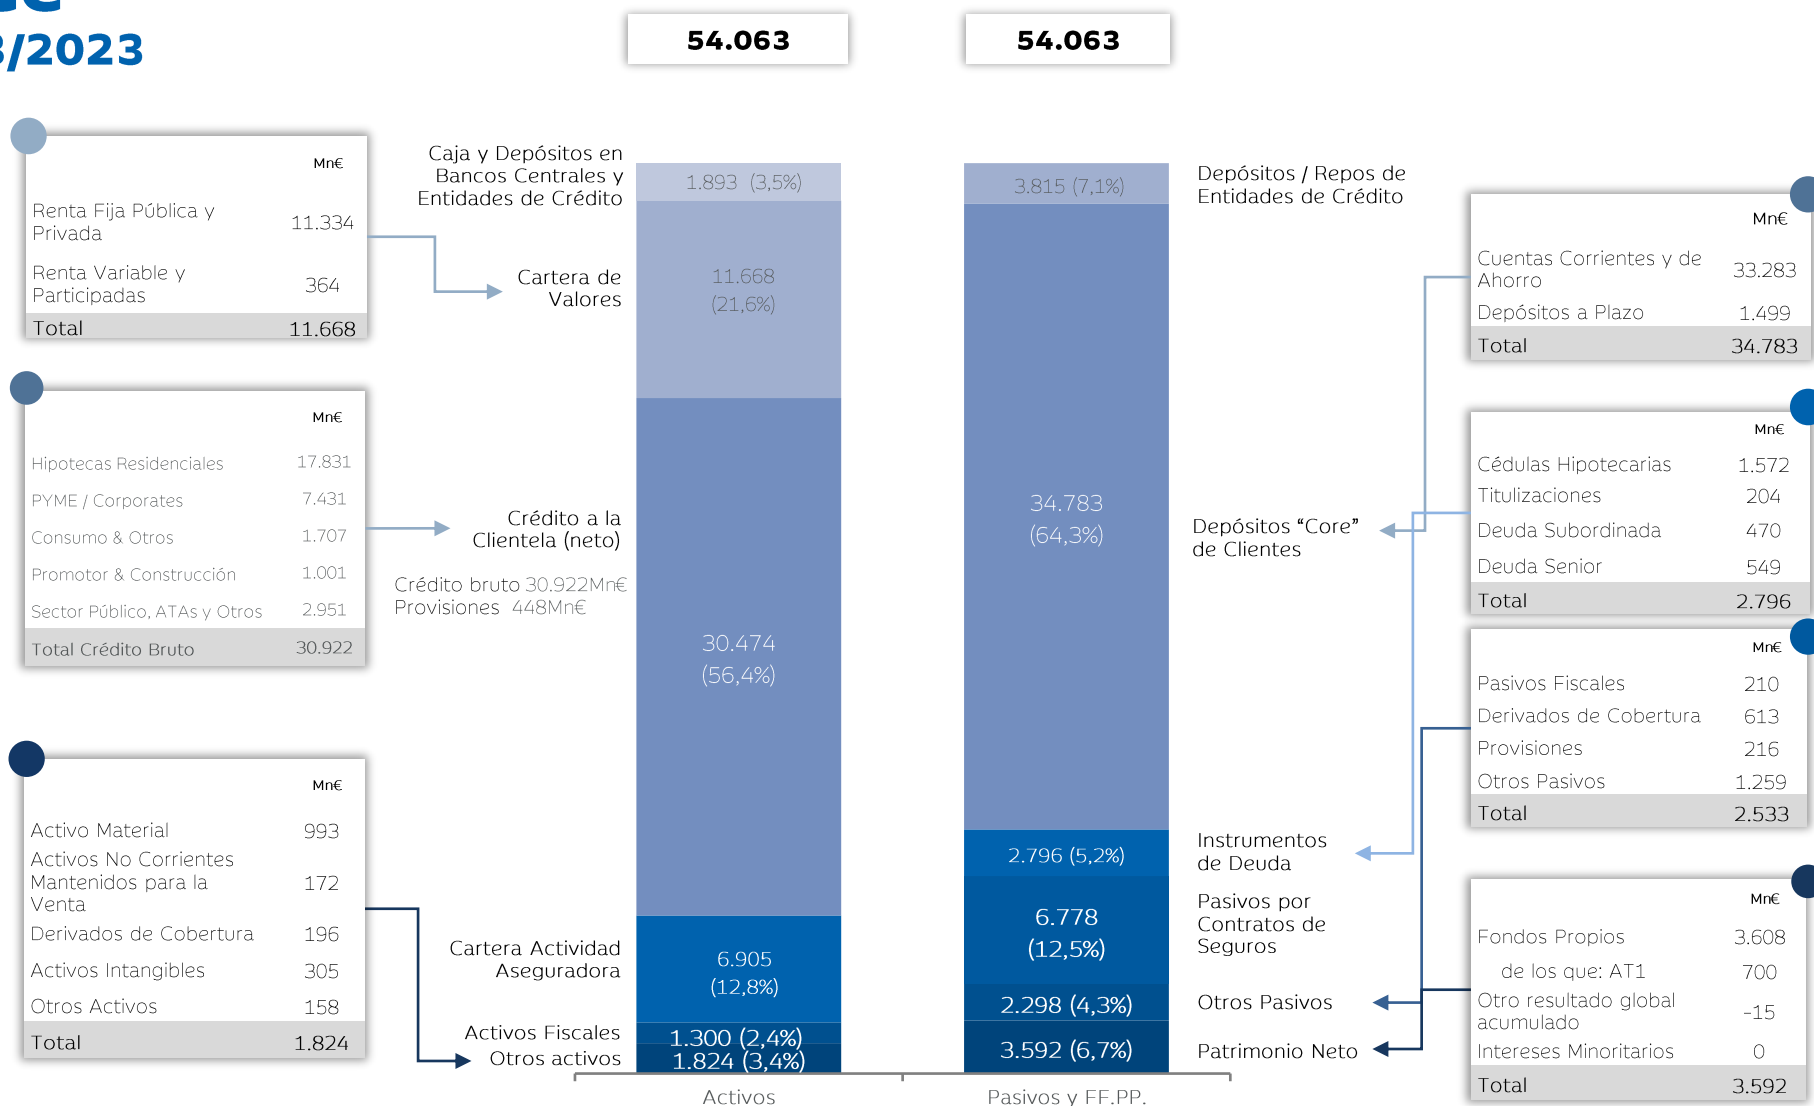 3/2023
54.063
54.063
Mn€
Renta Fija Pública y
Privada
11.334
Renta Variable y
Participadas
364
Total 11.668
Mn€
Hipotecas Residenciales 17.831
PYME / Corporates 7.431
Consumo & Otros 1.707
Promotor & Construcción 1.001
Sector Público, ATAs y Otros 2.951
Total Crédito Bruto 30.922
Mn€
Activo Material 993
Activos No Corrientes
Mantenidos para la
Venta
172
Derivados de Cobertura 196
Activos Intangibles 305
Otros Activos 158
Total 1.824
Caja y Depósitos en
Bancos Centrales y
Entidades de Crédito
Cartera de
Valores
Crédito a la
Clientela (neto)
Crédito bruto 30.922Mn€
Provisiones 448Mn€
Cartera Actividad
Aseguradora
Activos Fiscales
Otros activos
1.893 (3,5%)
11.668
(21,6%)
30.474
(56,4%)
6.905
(12,8%)
1.300 (2,4%)
1.824 (3,4%)
Activos
3.815 (7,1%)
34.783
(64,3%)
2.796 (5,2%)
6.778
(12,5%)
2.298 (4,3%)
3.592 (6,7%)
Pasivos y FF.PP.
Depósitos / Repos de
Entidades de Crédito
Depósitos “Core”
de Clientes
Instrumentos
de Deuda
Pasivos por
Contratos de
Seguros
Otros Pasivos
Patrimonio Neto
Mn€
Cuentas Corrientes y de
Ahorro
33.283
Depósitos a Plazo 1.499
Total 34.783
Mn€
Cédulas Hipotecarias 1.572
Titulizaciones 204
Deuda Subordinada 470
Deuda Senior 549
Total 2.796
Mn€
Pasivos Fiscales 210
Derivados de Cobertura 613
Provisiones 216
Otros Pasivos 1.259
Total 2.533
Mn€
Fondos Propios 3.608
de los que: AT1 700
Otro resultado global
acumulado
-15
Intereses Minoritarios 0
Total 3.592